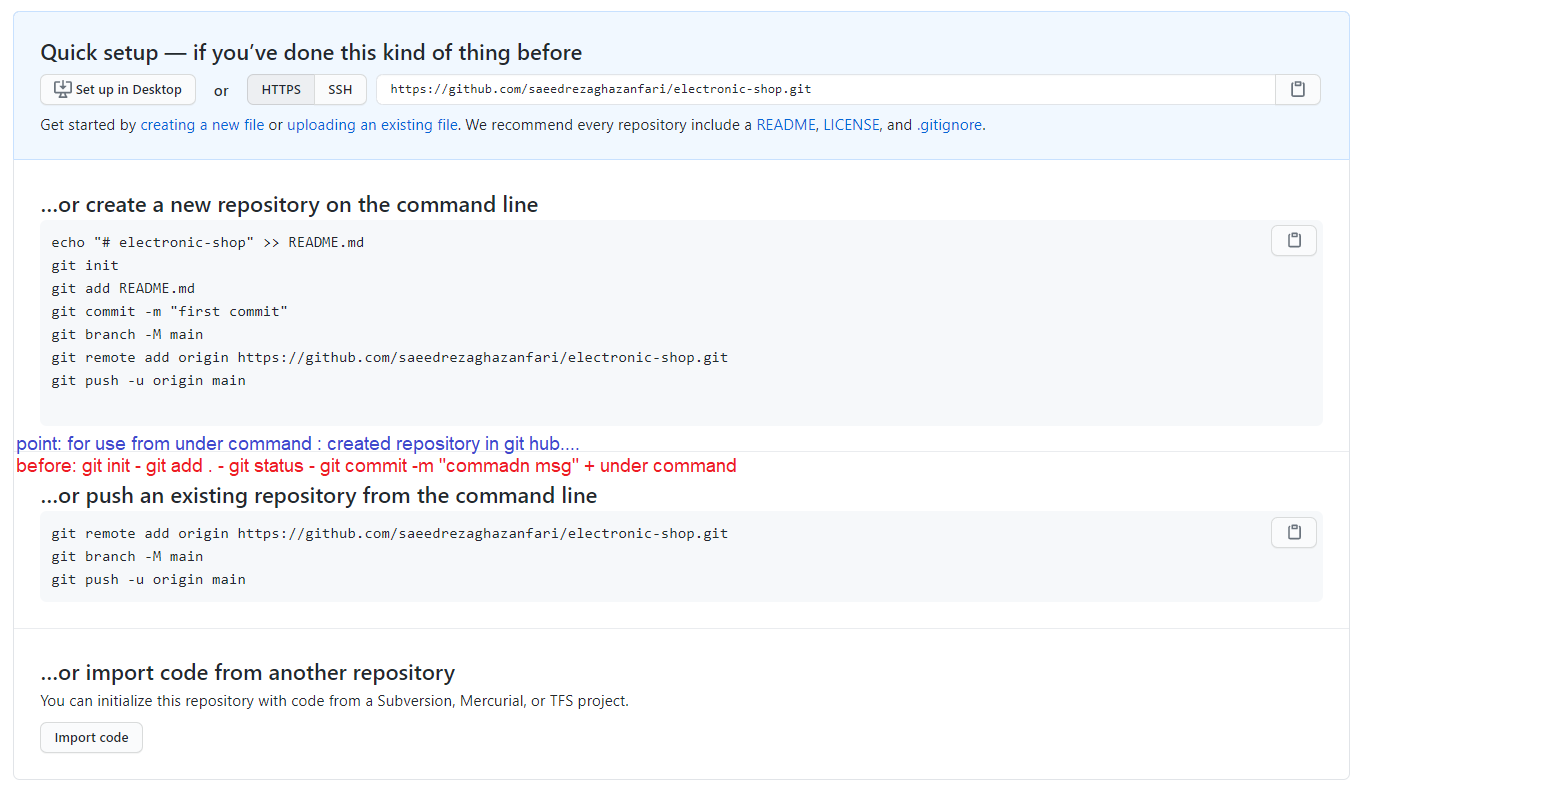 Quick setup — if you’ve done this kind of thing before
Set up in Desktop or HTTPS SSH https://github.com/saeedrezaghazanfari/electronic-shop.git
Get started by creating a new file or uploading an existing file. We recommend every repository include a README, LICENSE, and .gitignore.
…or create a new repository on the command line
echo "# electronic-shop" >> README.md
git init
git add README.md
git commit -m "first commit"
git branch -M main
git remote add origin https://github.com/saeedrezaghazanfari/electronic-shop.git
git push -u origin main
point: for use from under command : created repository in git hub....
before: git init - git add . - git status - git commit -m "commadn msg" + under command
…or push an existing repository from the command line
git remote add origin https://github.com/saeedrezaghazanfari/electronic-shop.git
git branch -M main
git push -u origin main
…or import code from another repository
You can initialize this repository with code from a Subversion, Mercurial, or TFS project.
Import code